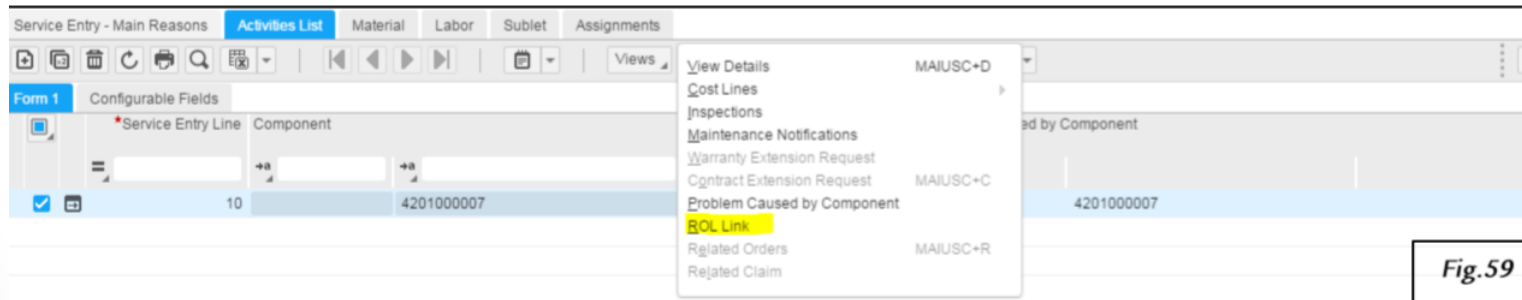 Service Entry - Main Reasons Activities List Material Labor Sublet Assignments
Views
Form 1 Configurable Fields
*Service Entry Line Component ed by Component
10 4201000007 4201000007
View Details MAIUSC+D
Cost Lines
Inspections
Maintenance Notifications
Warranty Extension Request
Contract Extension Request MAIUSC+C
Problem Caused by Component
ROL Link
Related Orders MAIUSC+R
Related Claim
Fig.59